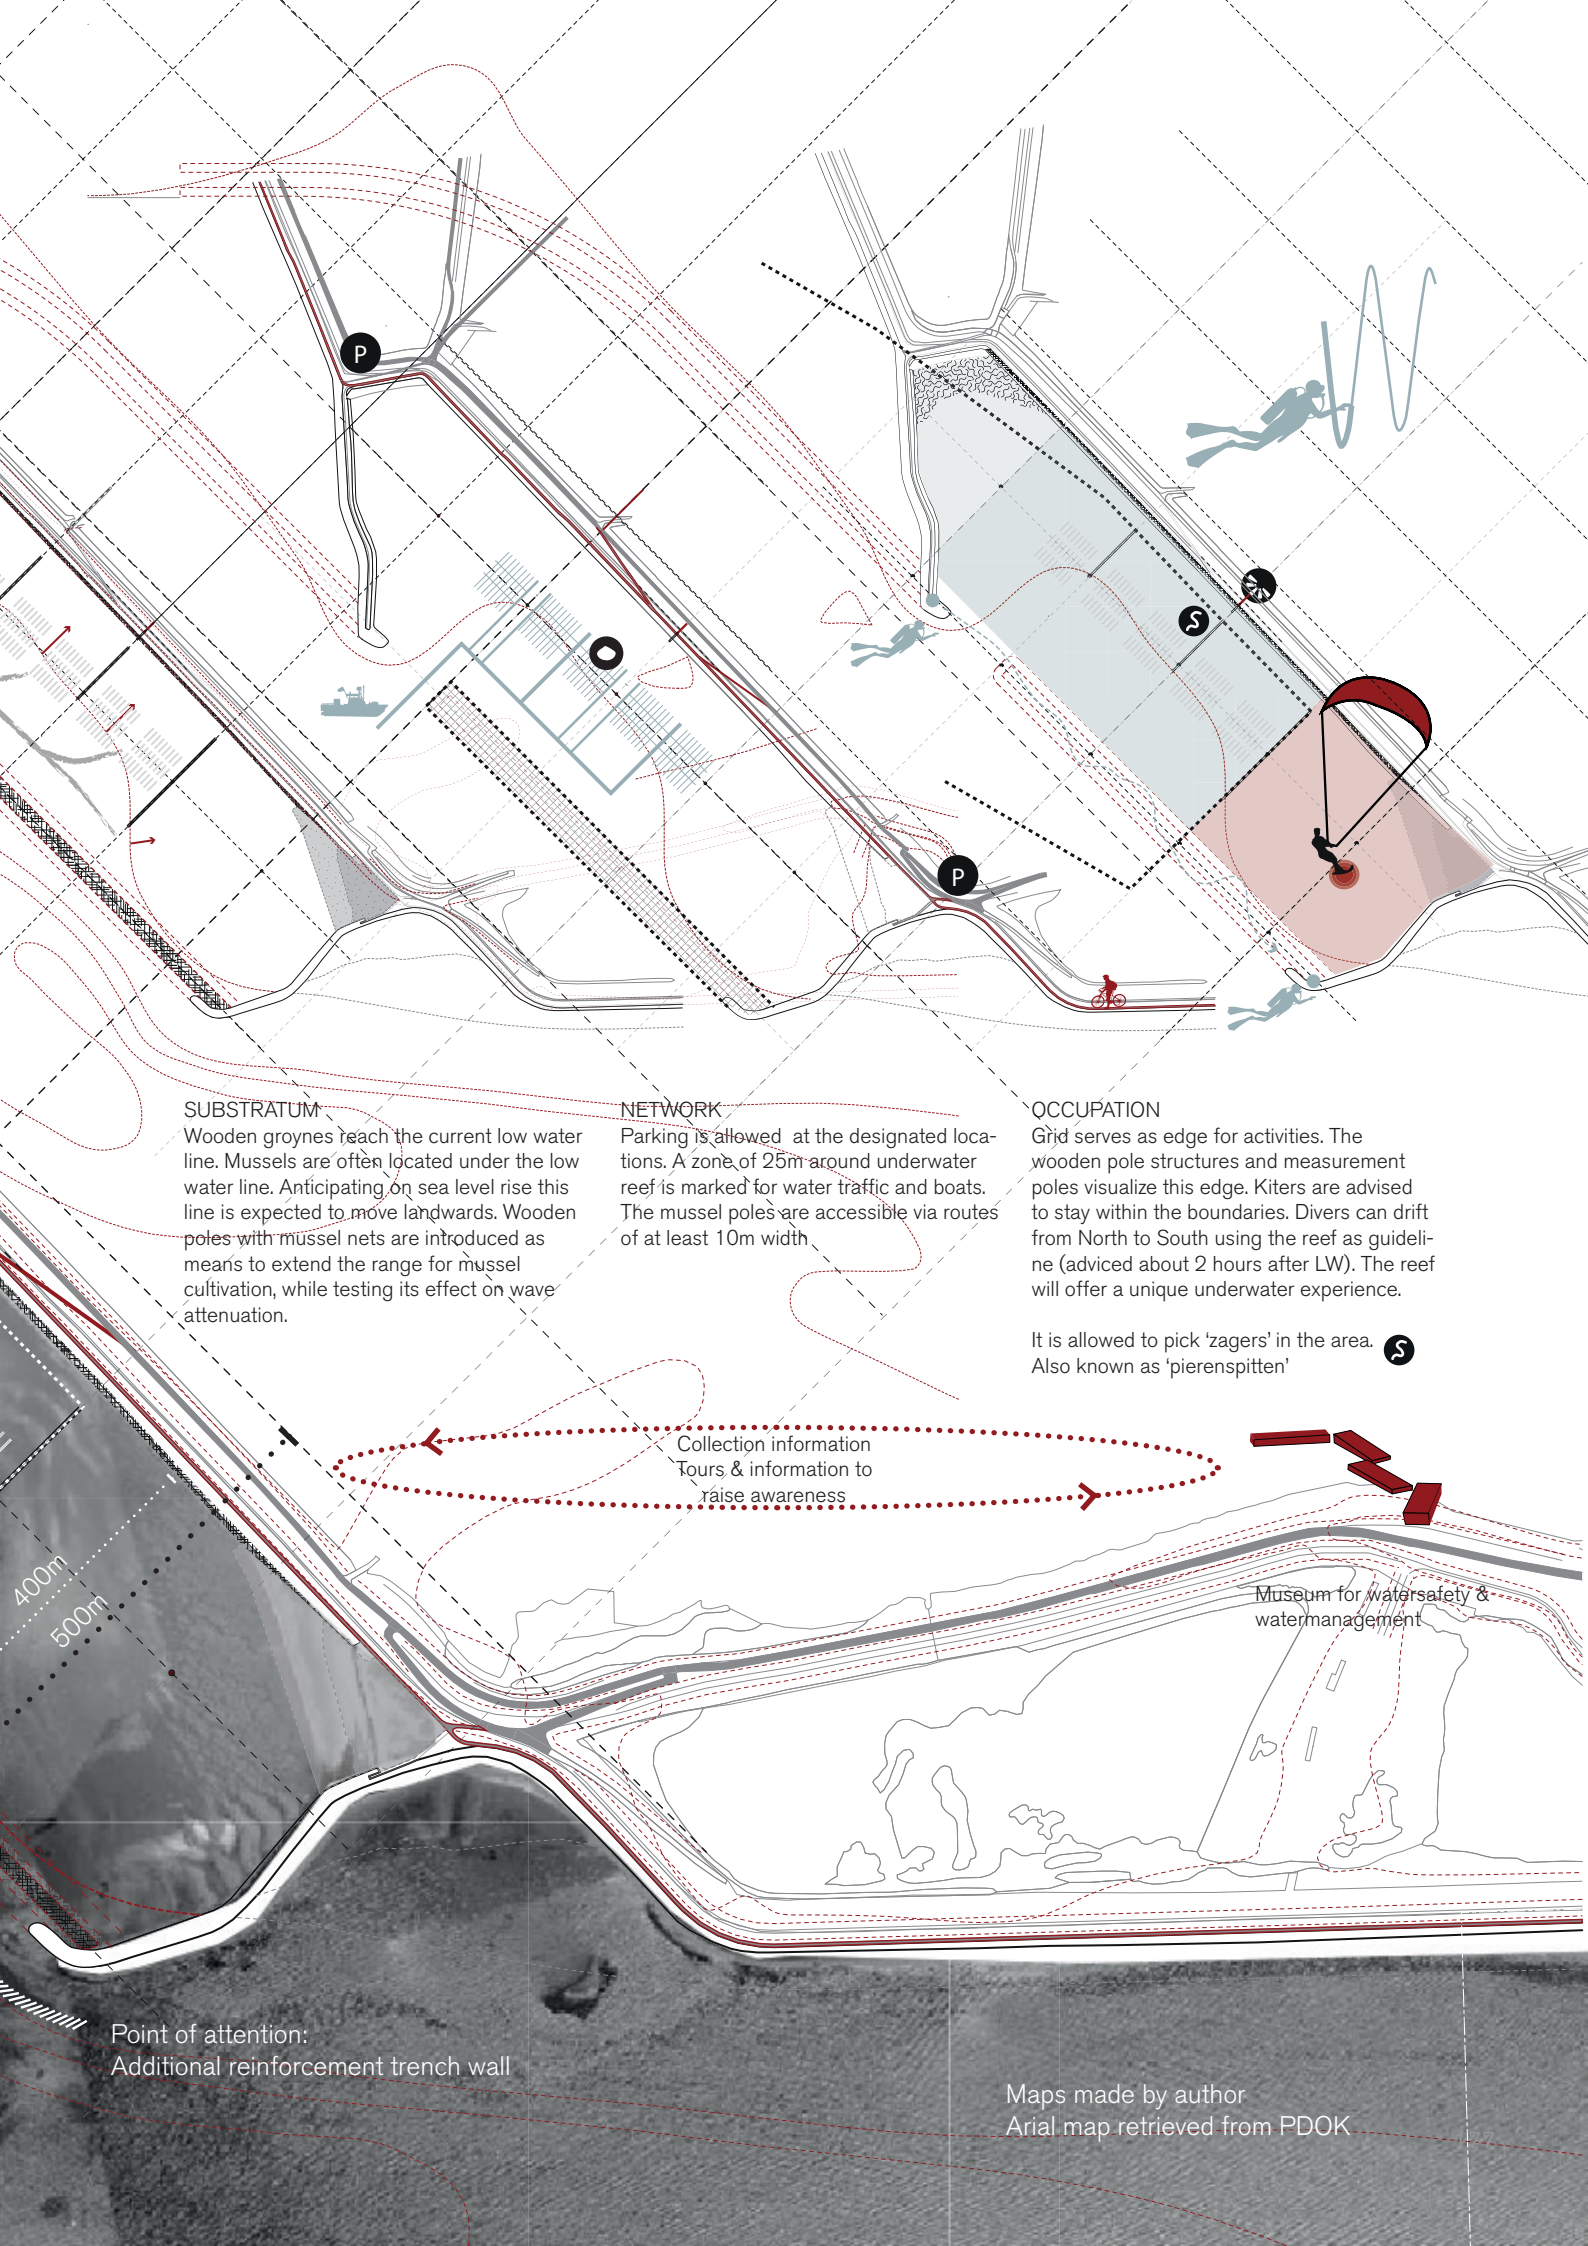 P
P
SUBSTRATUM
Wooden groynes reach the current low water
line. Mussels are often located under the low
water line. Anticipating on sea level rise this
line is expected to move landwards. Wooden
poles with mussel nets are introduced as
means to extend the range for mussel
cultivation, while testing its effect on wave
attenuation.
NETWORK
Parking is allowed  at the designated loca-
tions. A zone of 25m around underwater
reef is marked for water traffic and boats.
The mussel poles are accessible via routes
of at least 10m width
OCCUPATION
Grid serves as edge for activities. The
wooden pole structures and measurement
poles visualize this edge. Kiters are advised
to stay within the boundaries. Divers can drift
from North to South using the reef as guideli-
ne (adviced about 2 hours after LW). The reef
will offer a unique underwater experience.
It is allowed to pick ‘zagers’ in the area.
Also known as ‘pierenspitten’
Collection information
Tours & information to
raise awareness
400m
500m
Museum for watersafety &
watermanagement
Point of attention:
Additional reinforcement trench wall
Maps made by author
Arial map retrieved from PDOK